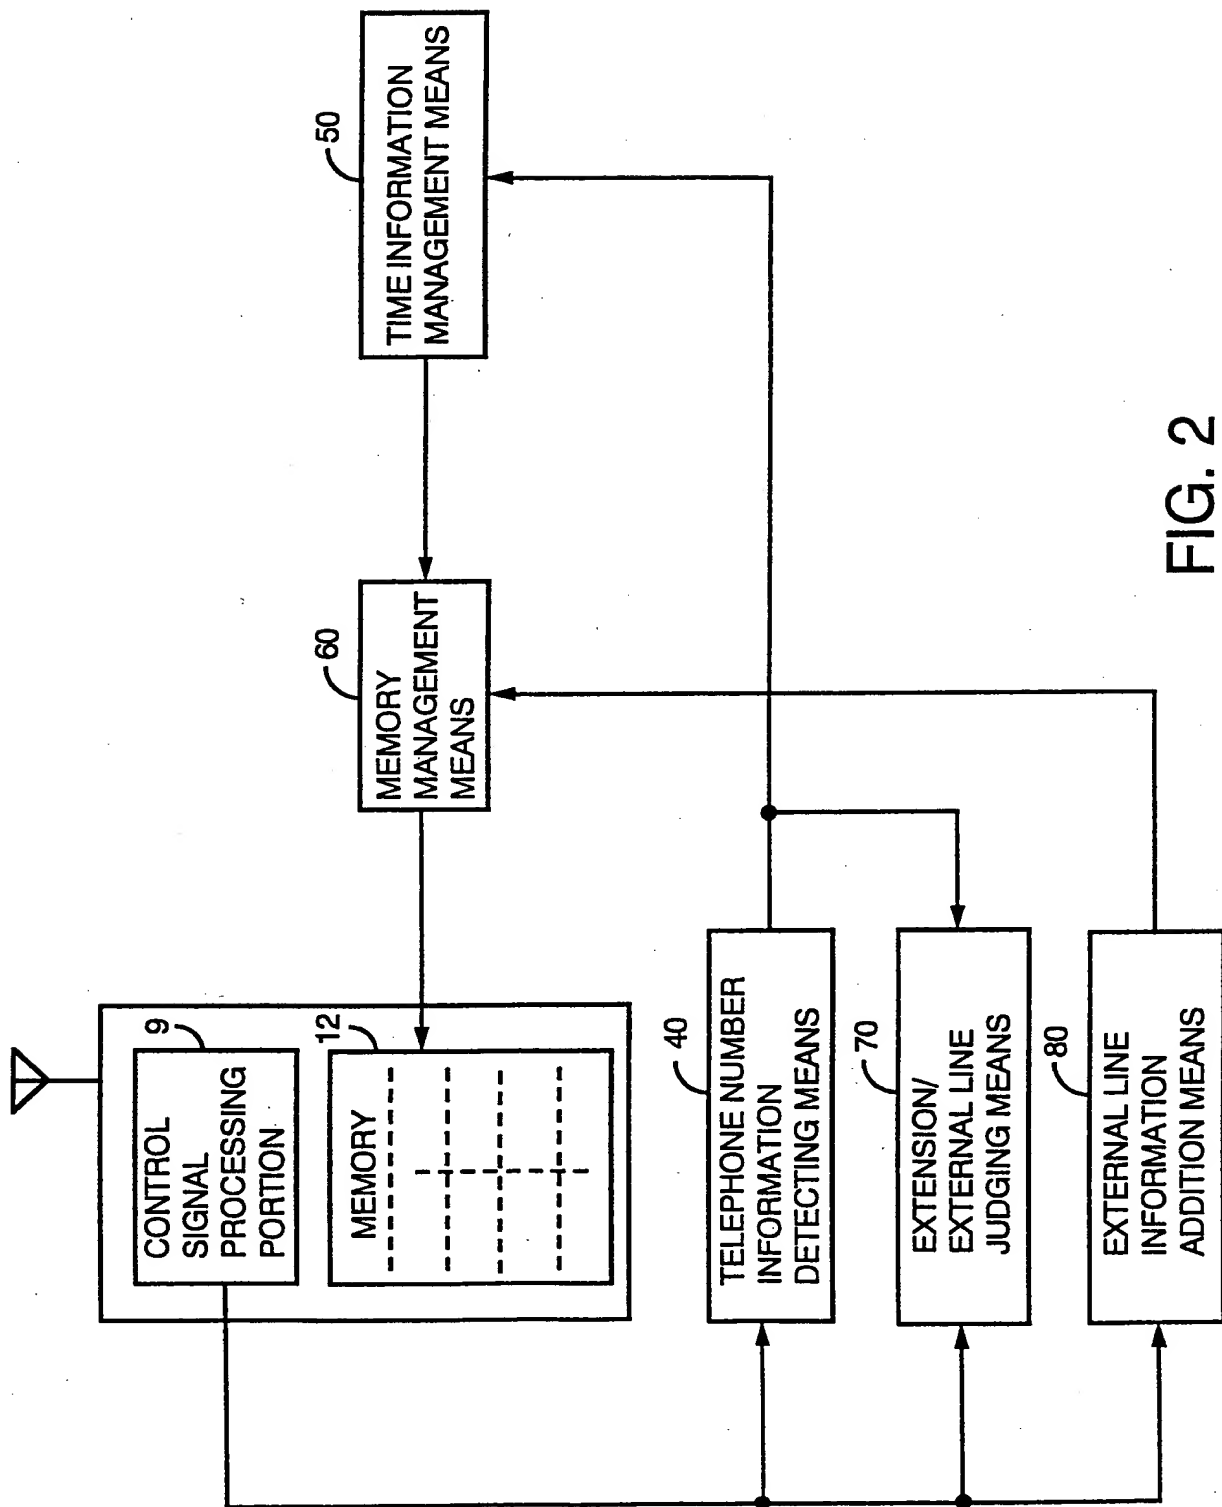 9
CONTROL
SIGNAL
PROCESSING
PORTION
12
MEMORY
60
MEMORY
MANAGEMENT
MEANS
50
TIME INFORMATION
MANAGEMENT MEANS
40
TELEPHONE NUMBER
INFORMATION
DETECTING MEANS
70
EXTENSION/
EXTERNAL LINE
JUDGING MEANS
80
EXTERNAL LINE
INFORMATION
ADDITION MEANS
FIG. 2